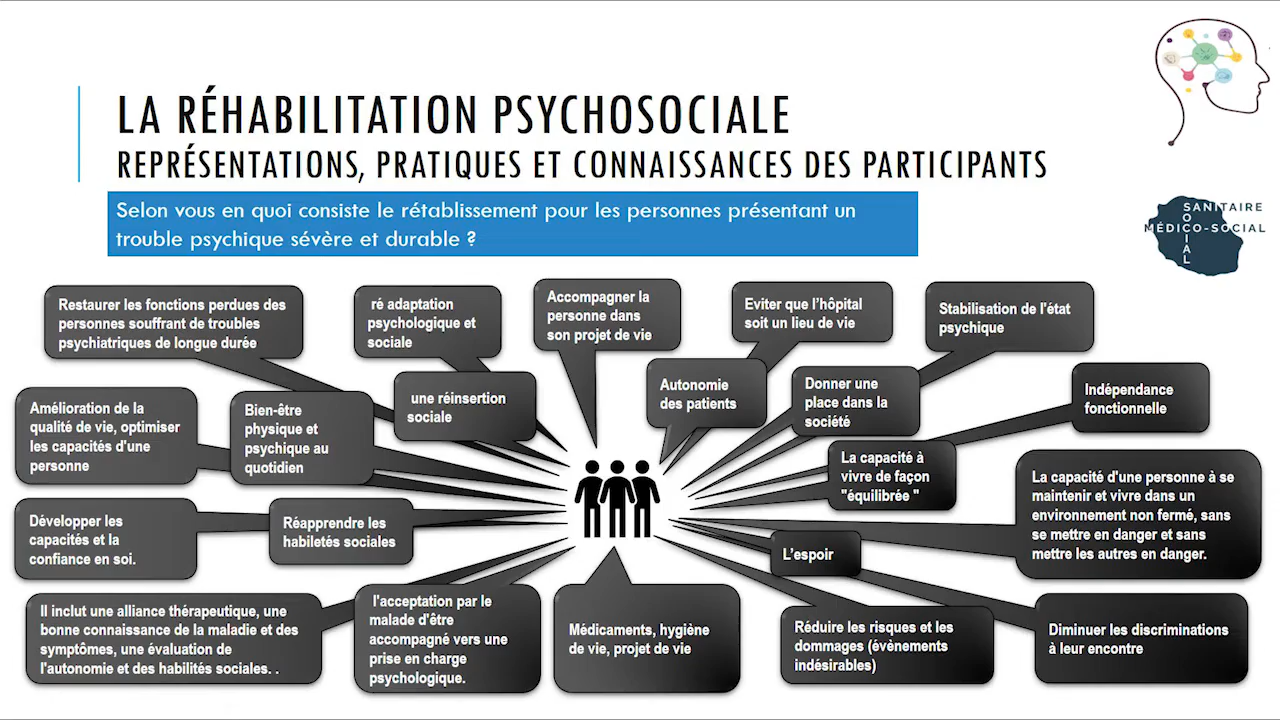 LA RÉHABILITATION PSYCHOSOCIALE
REPRÉSENTATIONS, PRATIQUES ET CONNAISSANCES DES PARTICIPANTS
Selon vous en quoi consiste le rétablissement pour les personnes présentant un
trouble psychique sévère et durable ?
SANITAIRE
SOCIAL
MÉDICO-SOCIAL
Restaurer les fonctions perdues des
personnes souffrant de troubles
psychiatriques de longue durée
ré adaptation
psychologique et
sociale
Accompagner la
personne dans
son projet de vie
Eviter que l'hôpital
soit un lieu de vie
Stabilisation de l'état
psychique
Amélioration de la
qualité de vie, optimiser
les capacités d'une
personne
Bien-être
physique et
psychique au
quotidien
une réinsertion
sociale
Autonomie
des patients
Donner une
place dans la
société
Indépendance
fonctionnelle
La capacité à
vivre de façon
"équilibrée "
La capacité d'une personne à se
maintenir et vivre dans un
environnement non fermé, sans
se mettre en danger et sans
mettre les autres en danger.
Développer les
capacités et la
confiance en soi.
Réapprendre les
habiletés sociales
L'espoir
Il inclut une alliance thérapeutique, une
bonne connaissance de la maladie et des
symptômes, une évaluation de
l'autonomie et des habilités sociales. .
l'acceptation par le
malade d'être
accompagné vers une
prise en charge
psychologique.
Médicaments, hygiène
de vie, projet de vie
Réduire les risques et les
dommages (évènements
indésirables)
Diminuer les discriminations
à leur encontre